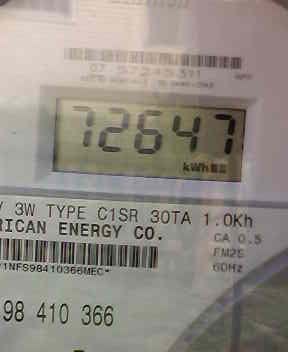 72647
kWh
V 3W TYPE C1SR 30TA 1.0Kh
RICAN ENERGY CO.
CA 0.5
FM2S
60Hz
1NFS98410366MEC*
98 410 366